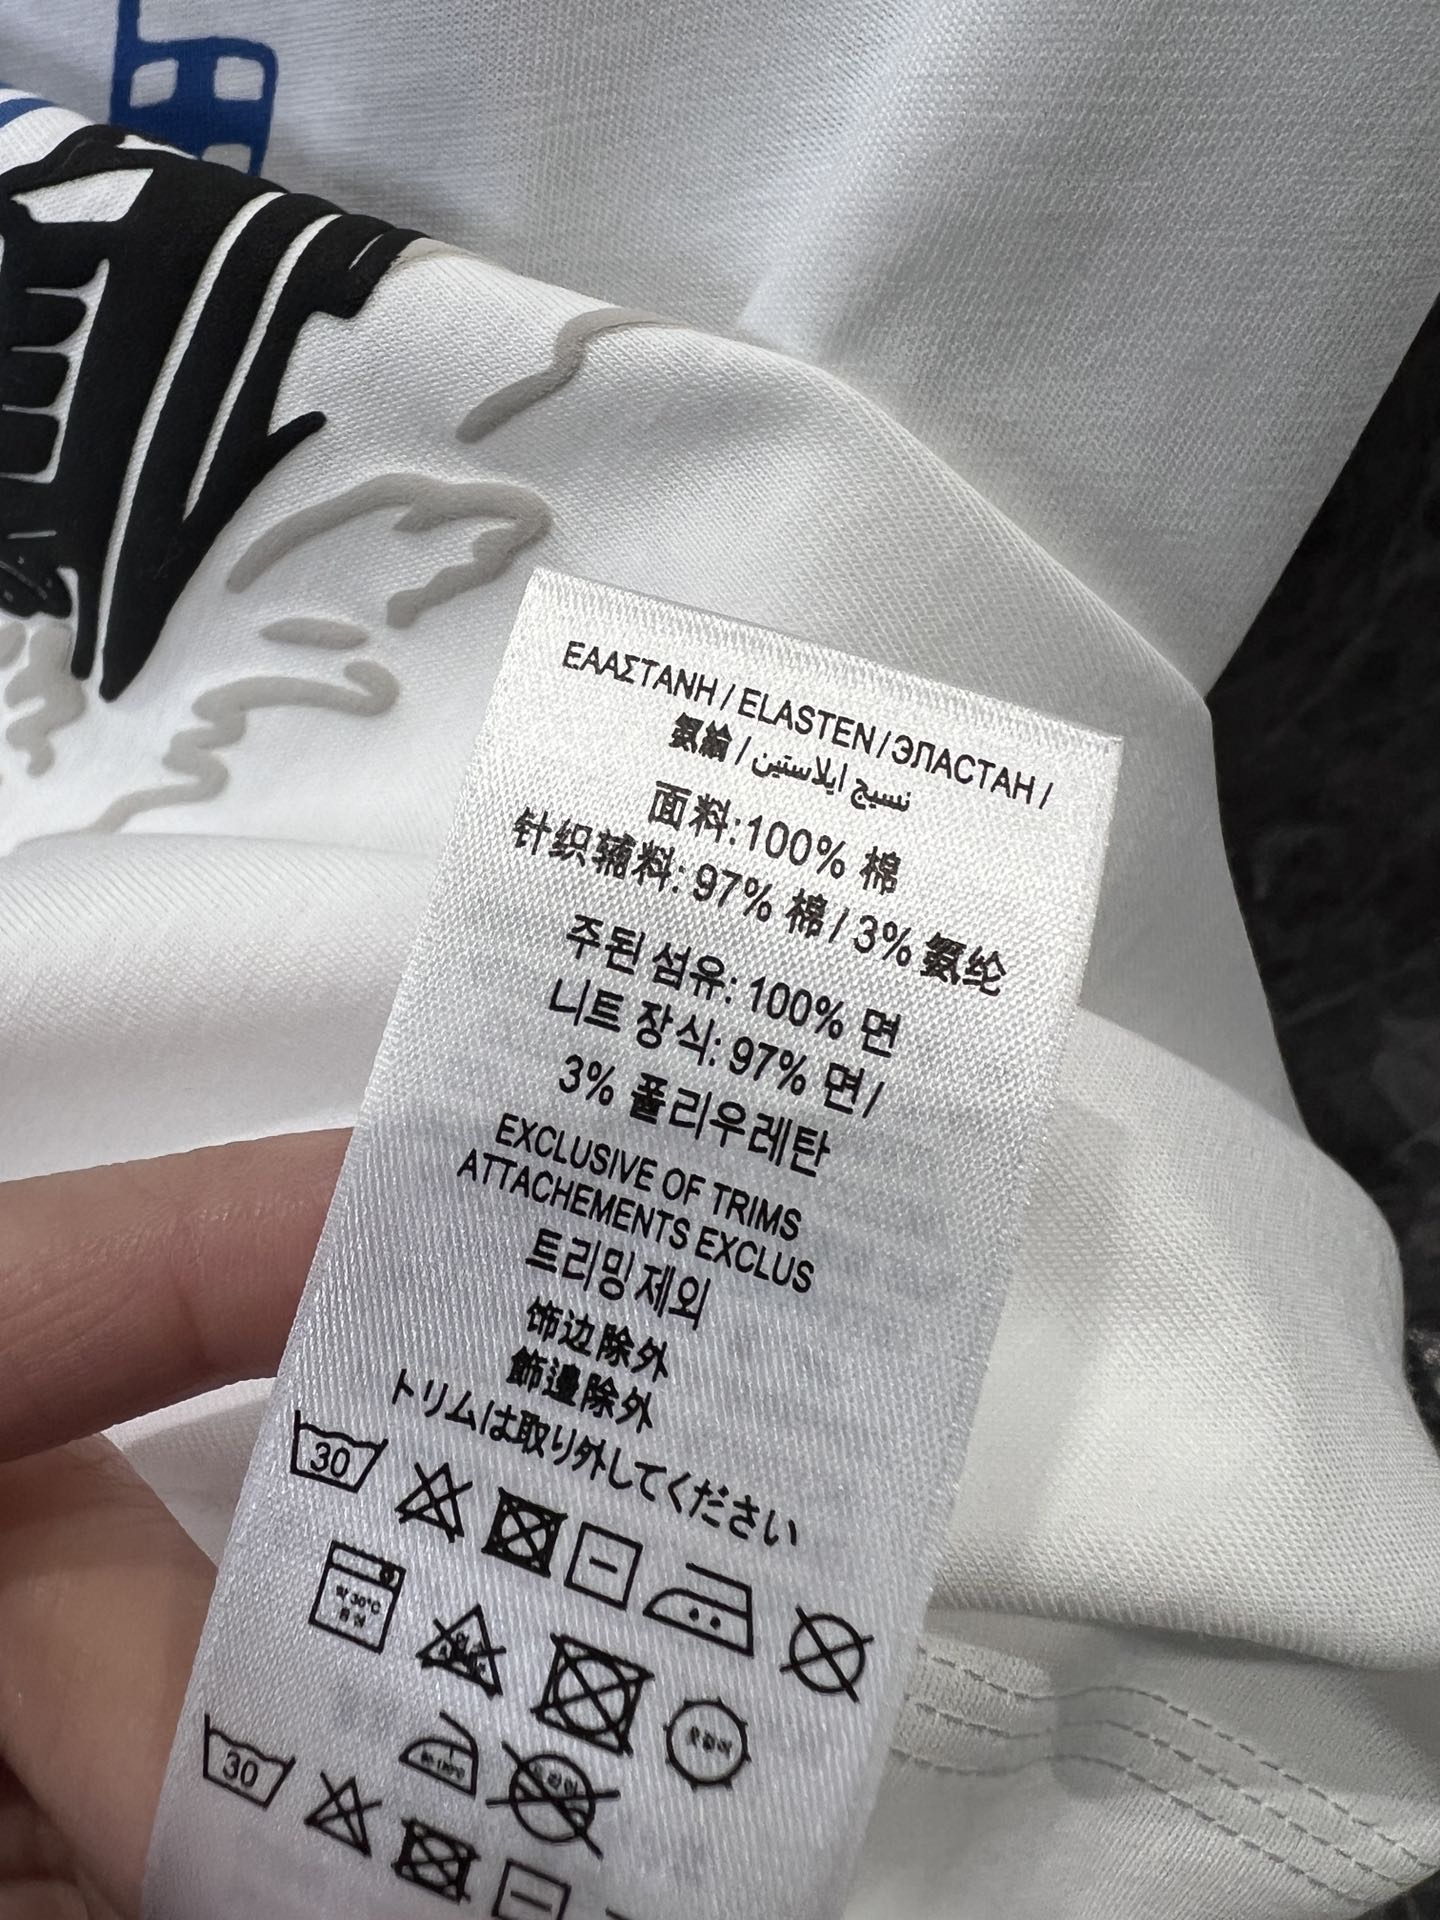 ΕΑΑΣΤΑΝΗ / ELASTEN / ЭЛАСТАН /
氨綸 / نسيج ايلاستين
面料:100% 棉
针织辅料: 97% 棉 / 3% 氨纶
주된 섬유: 100% 면
니트 장식: 97% 면 /
3% 폴리우레탄
EXCLUSIVE OF TRIMS
ATTACHEMENTS EXCLUS
트리밍 제외
饰边除外
飾邊除外
トリムは取り外してください
30
약 30°C
30